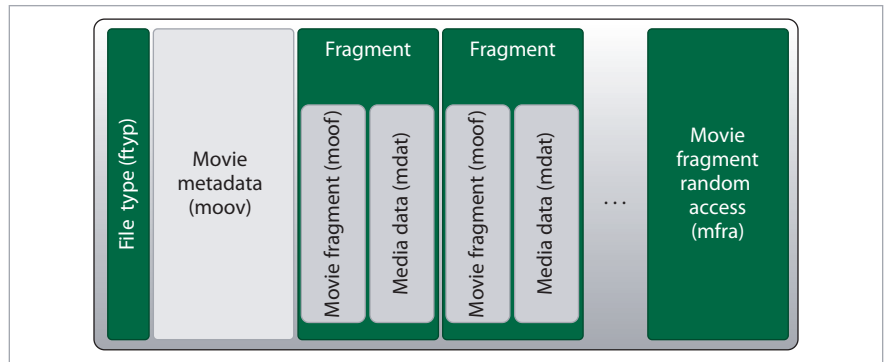 File type (ftyp)
Movie
metadata
(moov)
Fragment
Movie fragment (moof)
Media data (mdat)
Fragment
Movie fragment (moof)
Media data (mdat)
...
Movie
fragment
random
access
(mfra)